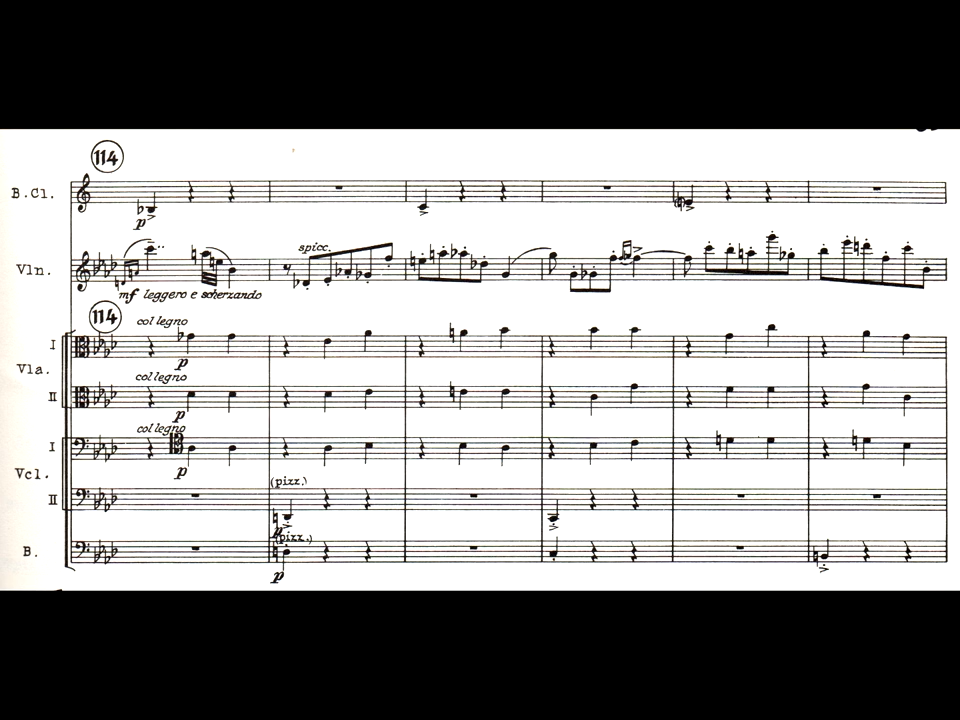 114
B.Cl.
p
Vln.
spicc.
mf leggero e scherzando
114
col legno
I
p
Vla.
col legno
II
p
col legno
I
p
Vcl.
(pizz.)
II
p
(pizz.)
B.
p